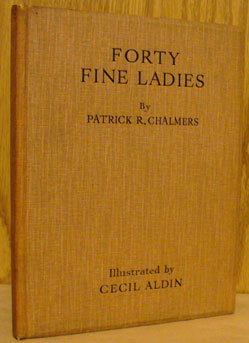 FORTY
FINE LADIES
By
PATRICK R. CHALMERS
Illustrated by
CECIL ALDIN